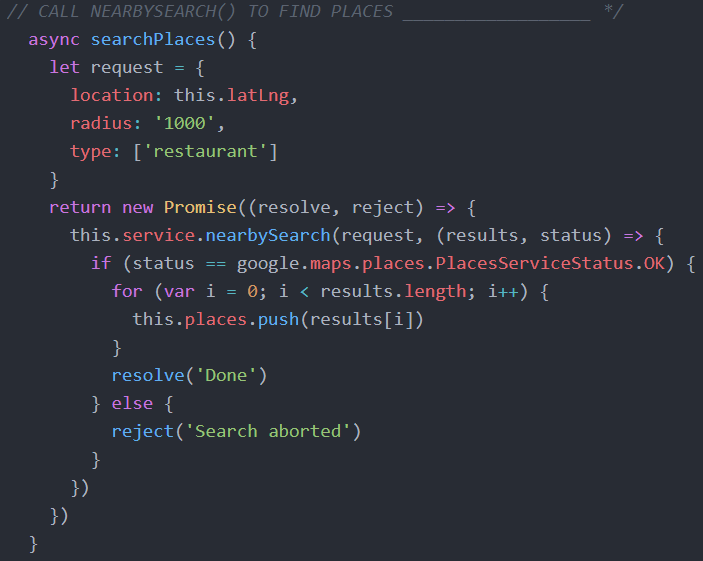 // CALL NEARBYSEARCH() TO FIND PLACES __________________ */
async searchPlaces() {
let request = {
location: this.latLng,
radius: '1000',
type: ['restaurant']
}
return new Promise((resolve, reject) => {
this.service.nearbySearch(request, (results, status) => {
if (status == google.maps.places.PlacesServiceStatus.OK) {
for (var i = 0; i < results.length; i++) {
this.places.push(results[i])
}
resolve('Done')
} else {
reject('Search aborted')
}
})
})
}